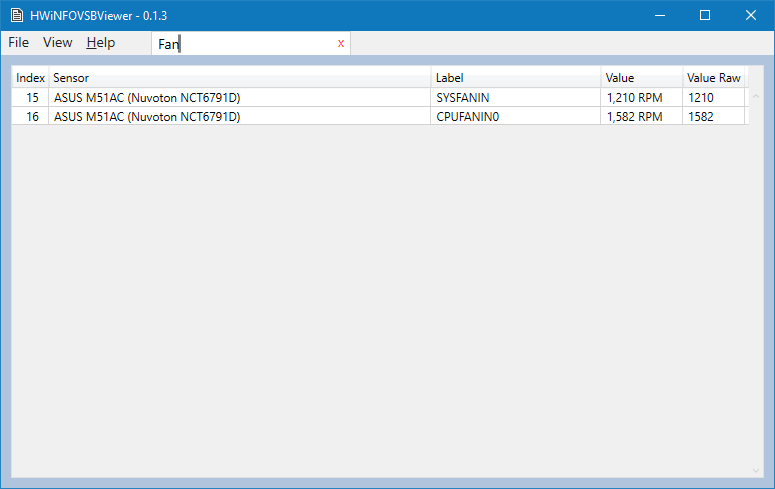 HWiNFOVSBViewer - 0.1.3
File View Help Fan x
Index Sensor Label Value Value Raw
15 ASUS M51AC (Nuvoton NCT6791D) SYSFANIN 1,210 RPM 1210
16 ASUS M51AC (Nuvoton NCT6791D) CPUFANIN0 1,582 RPM 1582